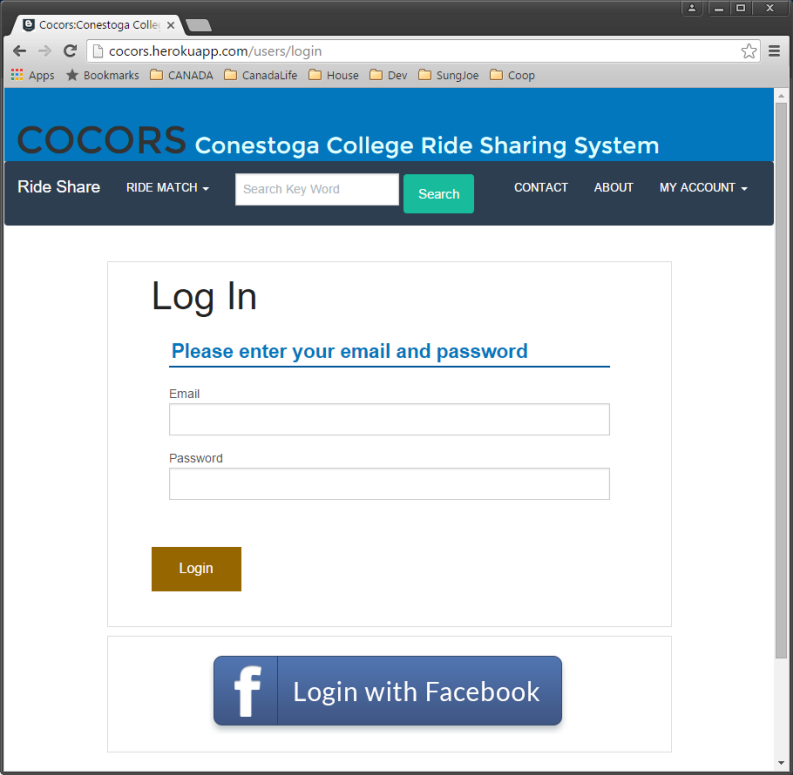 Cocors:Conestoga Colle
cocors.herokuapp.com/users/login
Apps Bookmarks CANADA CanadaLife House Dev SungJoe Coop
COCORS Conestoga College Ride Sharing System
Ride Share RIDE MATCH Search Key Word Search CONTACT ABOUT MY ACCOUNT
Log In
Please enter your email and password
Email
Password
Login
f Login with Facebook